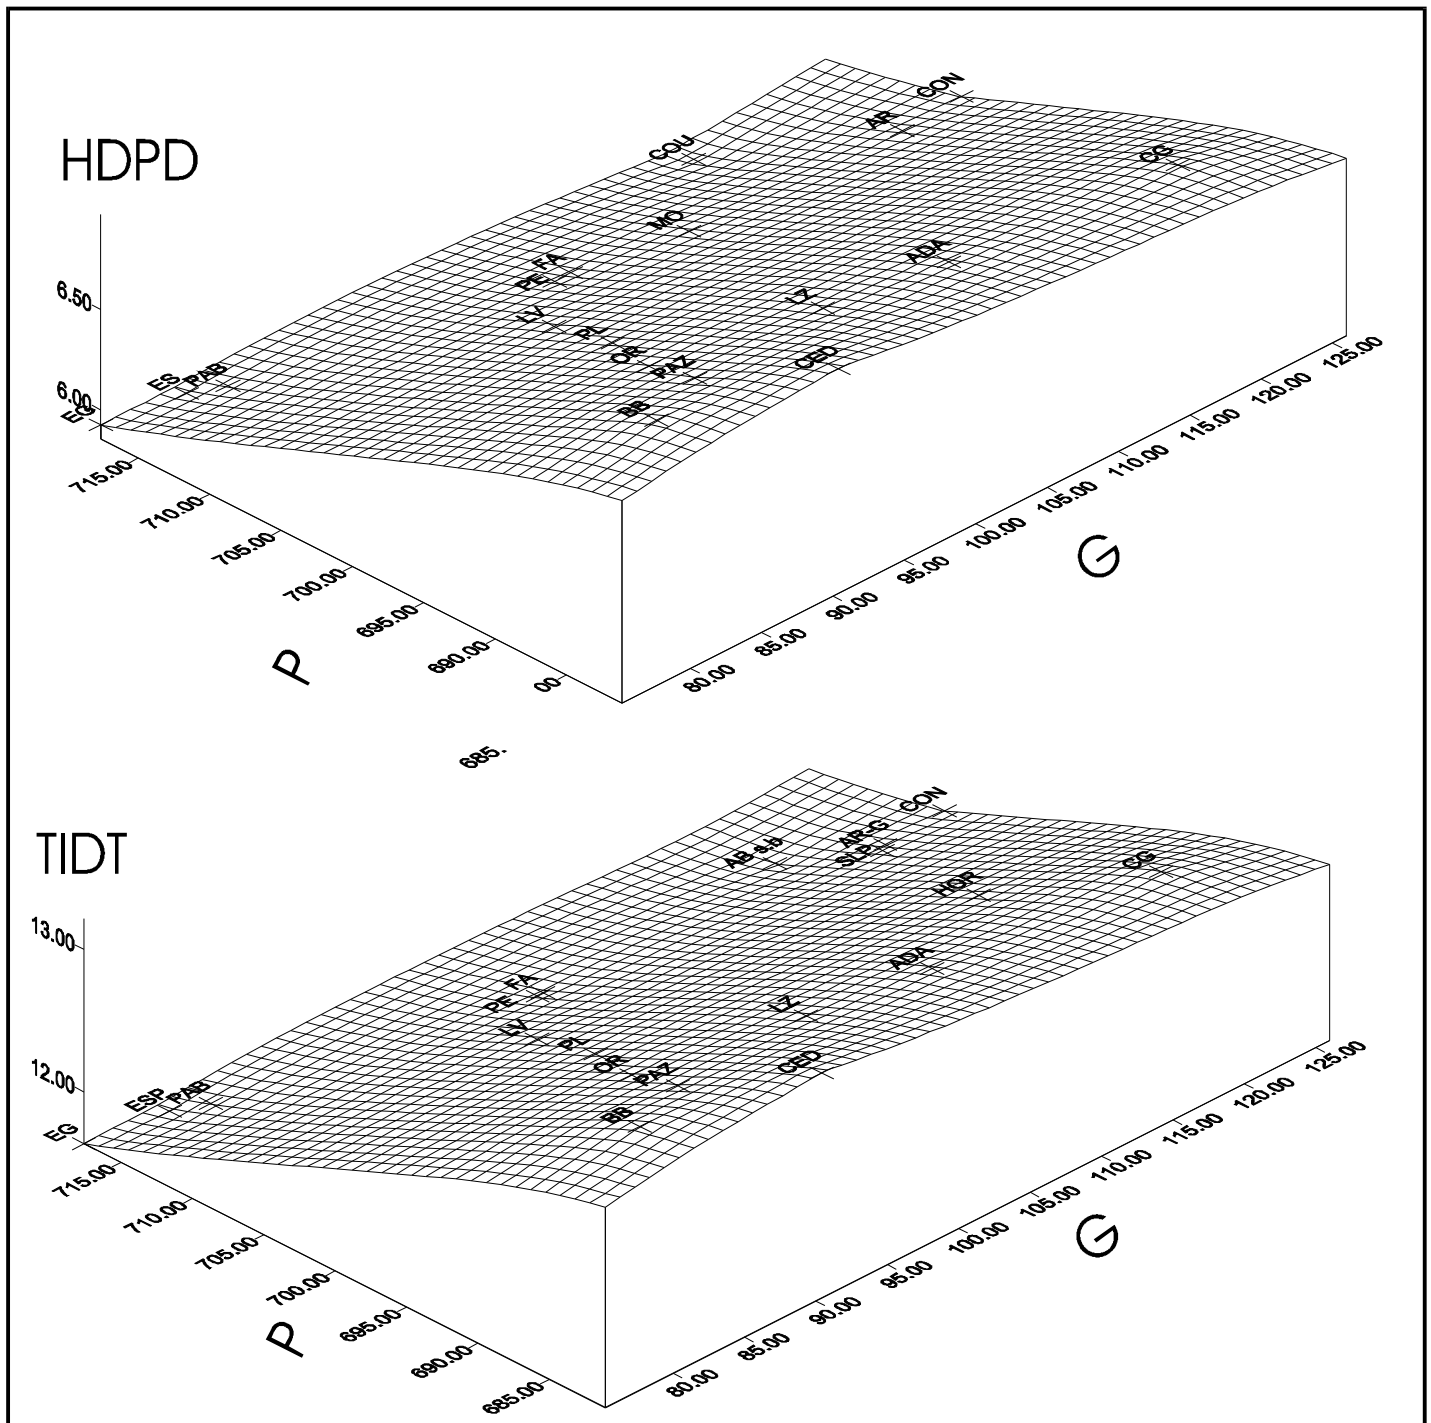 HDPD
CON
AR
COU
CG
MO
ADA
FA
PE
LZ
LV
PL
OR
CED
PAZ
PAB
ES
BB
EG
6.50
6.00
715.00
710.00
705.00
700.00
695.00
690.00
685.
00
80.00
85.00
90.00
95.00
100.00
105.00
110.00
115.00
120.00
125.00
P
G
TIDT
CON
AR-G
AB-s.b
SLP
CG
HOR
ADA
FA
PE
LZ
LV
PL
OR
CED
PAZ
PAB
ESP
BB
EG
13.00
12.00
715.00
710.00
705.00
700.00
695.00
690.00
685.00
80.00
85.00
90.00
95.00
100.00
105.00
110.00
115.00
120.00
125.00
P
G